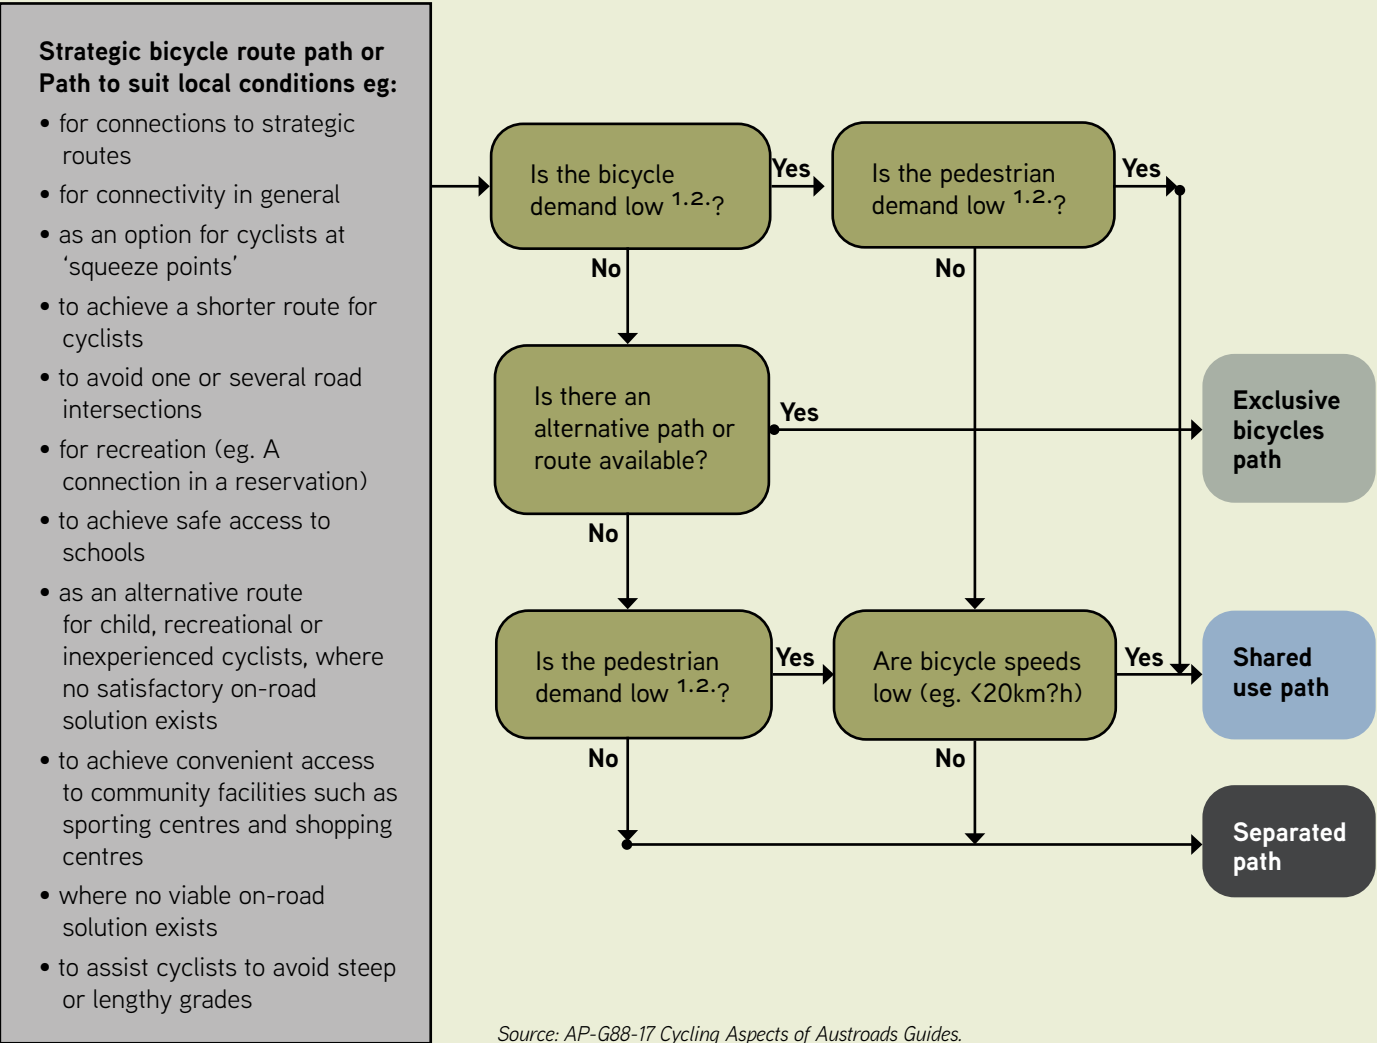 Strategic bicycle route path or
Path to suit local conditions eg:
• for connections to strategic
routes
• for connectivity in general
• as an option for cyclists at
‘squeeze points’
• to achieve a shorter route for
cyclists
• to avoid one or several road
intersections
• for recreation (eg. A
connection in a reservation)
• to achieve safe access to
schools
• as an alternative route
for child, recreational or
inexperienced cyclists, where
no satisfactory on-road
solution exists
• to achieve convenient access
to community facilities such as
sporting centres and shopping
centres
• where no viable on-road
solution exists
• to assist cyclists to avoid steep
or lengthy grades
Is the bicycle
demand low 1.2.?
Yes
Is the pedestrian
demand low 1.2.?
Yes
No
No
Is there an
alternative path or
route available?
Yes
Exclusive
bicycles
path
No
Is the pedestrian
demand low 1.2.?
Yes
Are bicycle speeds
low (eg. <20km?h)
Yes
Shared
use path
No
No
Separated
path
Source: AP-G88-17 Cycling Aspects of Austroads Guides.